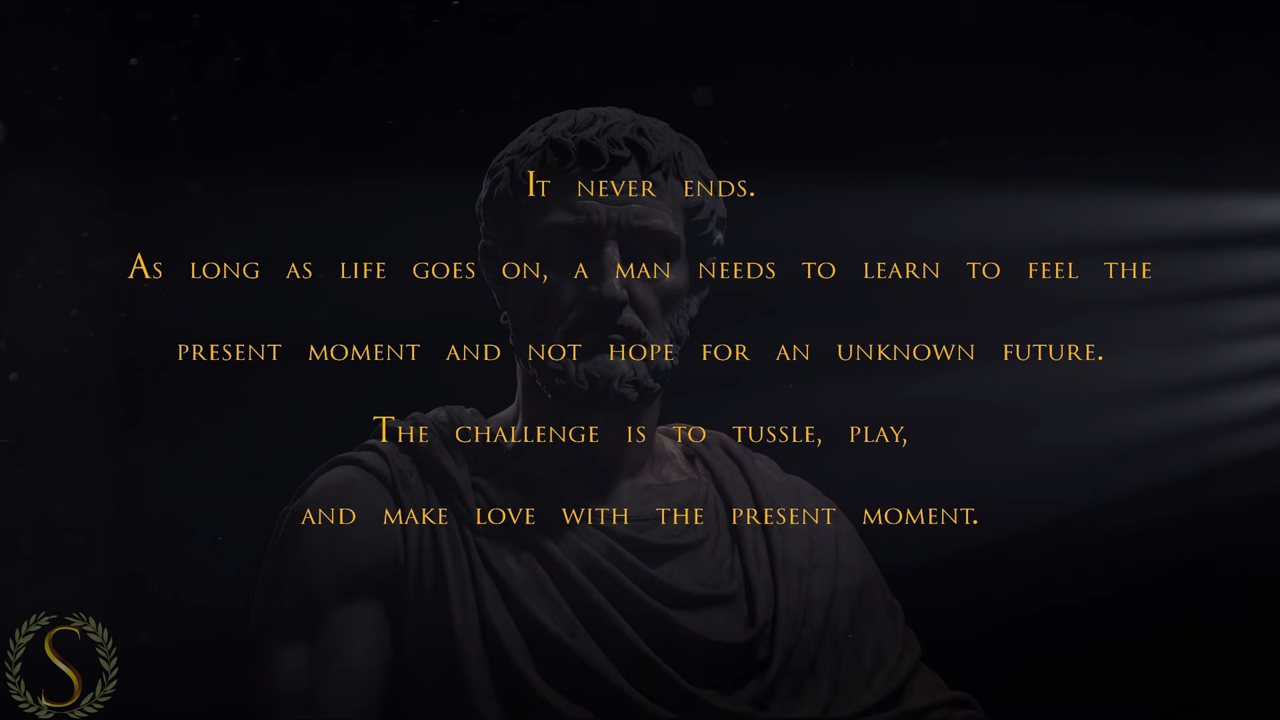 It never ends.
As long as life goes on, a man needs to learn to feel the
present moment and not hope for an unknown future.
The challenge is to tussle, play,
and make love with the present moment.
S